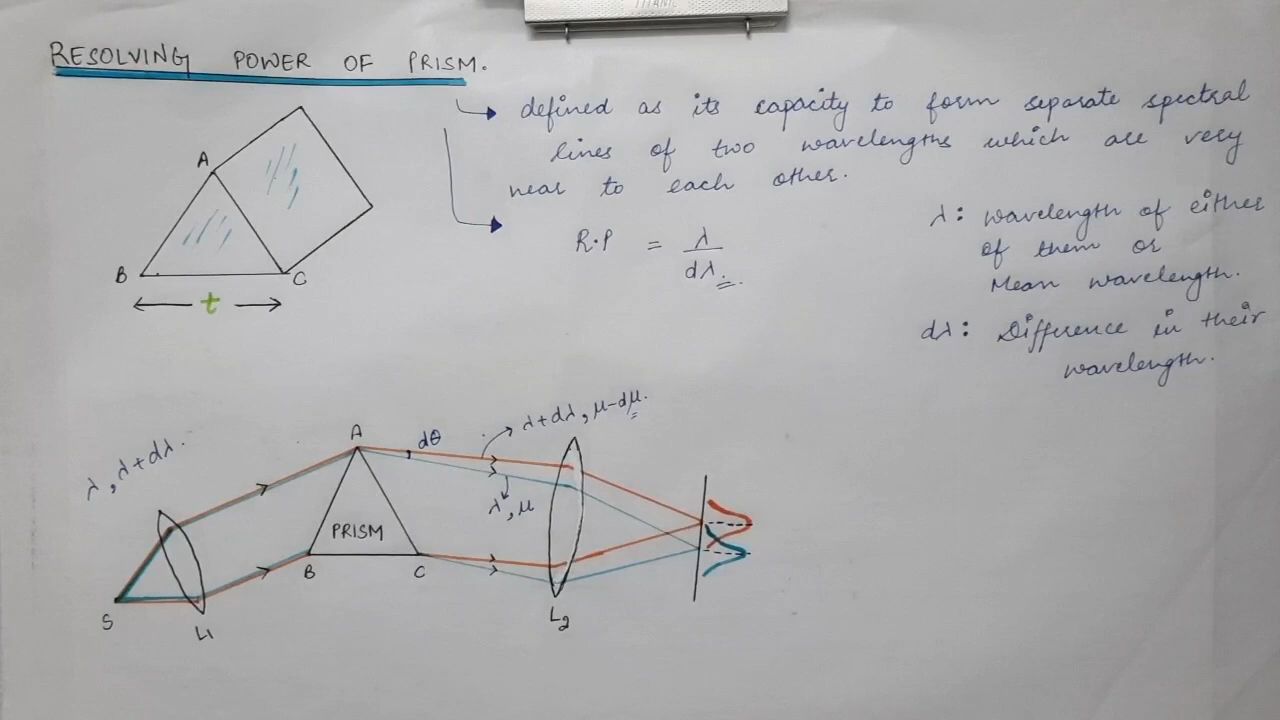 TITANIC
RESOLVING POWER OF PRISM.
defined as its capacity to form separate spectral
lines of two wavelengths which are very
near to each other.
R.P = λ/dλ.
λ: wavelength of either
of them or
Mean wavelength.
dλ: Difference in their
wavelength.
A
B
C
t
λ, λ+dλ.
A
dθ
λ+dλ, μ-dμ.
λ, μ
PRISM
B
C
S
L1
L2